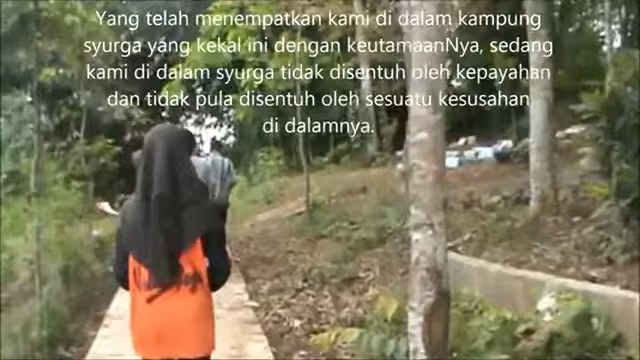 Yang telah menempatkan kami di dalam kampung
syurga yang kekal ini dengan keutamaanNya, sedang
kami di dalam syurga tidak disentuh oleh kepayahan
dan tidak pula disentuh oleh sesuatu kesusahan
di dalamnya.